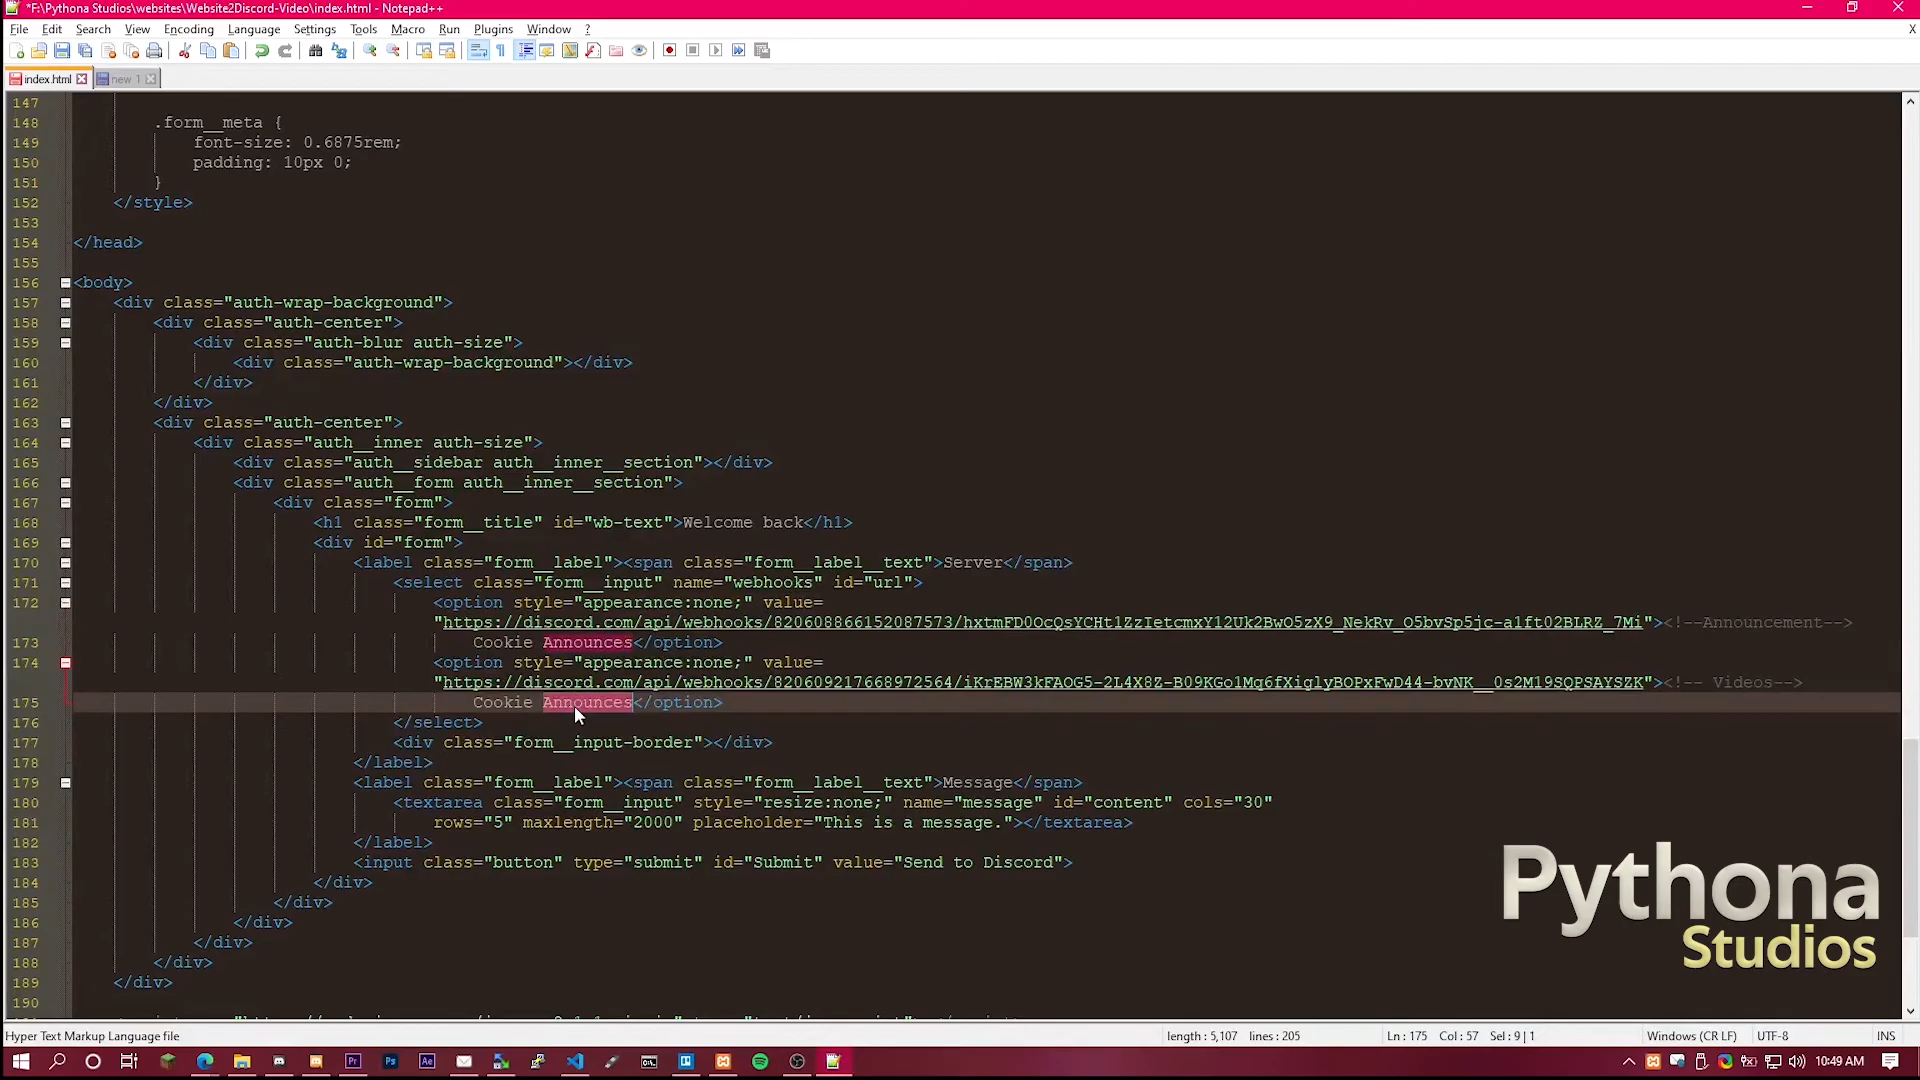 *F:\Pythona Studios\websites\Website2Discord-Video\index.html - Notepad++
File Edit Search View Encoding Language Settings Tools Macro Run Plugins Window ? X
index.html new 1
147
148 .form__meta {
149 font-size: 0.6875rem;
150 padding: 10px 0;
151 }
152 </style>
153
154 </head>
155
156 <body>
157 <div class="auth-wrap-background">
158 <div class="auth-center">
159 <div class="auth-blur auth-size">
160 <div class="auth-wrap-background"></div>
161 </div>
162 </div>
163 <div class="auth-center">
164 <div class="auth__inner auth-size">
165 <div class="auth__sidebar auth__inner__section"></div>
166 <div class="auth__form auth__inner__section">
167 <div class="form">
168 <h1 class="form__title" id="wb-text">Welcome back</h1>
169 <div id="form">
170 <label class="form__label"><span class="form__label__text">Server</span>
171 <select class="form__input" name="webhooks" id="url">
172 <option style="appearance:none;" value=
"https://discord.com/api/webhooks/820608866152087573/hxtmFD0OcQsYCHt1ZzIetcmxY12Uk2BwO5zX9_NekRv_O5bvSp5jc-a1ft02BLRZ_7Mi"><!--Announcement-->
173 Cookie Announces</option>
174 <option style="appearance:none;" value=
"https://discord.com/api/webhooks/820609217668972564/iKrEBW3kFAOG5-2L4X8Z-B09KGo1Mq6fXiglyBOPxFwD44-bvNK__0s2M19SQPSAYSZK"><!-- Videos-->
175 Cookie Announces</option>
176 </select>
177 <div class="form__input-border"></div>
178 </label>
179 <label class="form__label"><span class="form__label__text">Message</span>
180 <textarea class="form__input" style="resize:none;" name="message" id="content" cols="30"
181 rows="5" maxlength="2000" placeholder="This is a message."></textarea>
182 </label>
183 <input class="button" type="submit" id="Submit" value="Send to Discord">
184 </div>
185 </div>
186 </div>
187 </div>
188 </div>
189 </div>
190
Pythona
Studios
Hyper Text Markup Language file length : 5,107 lines : 205 Ln : 175 Col : 57 Sel : 9 | 1 Windows (CR LF) UTF-8 INS
Pr Ps Ae 10:49 AM